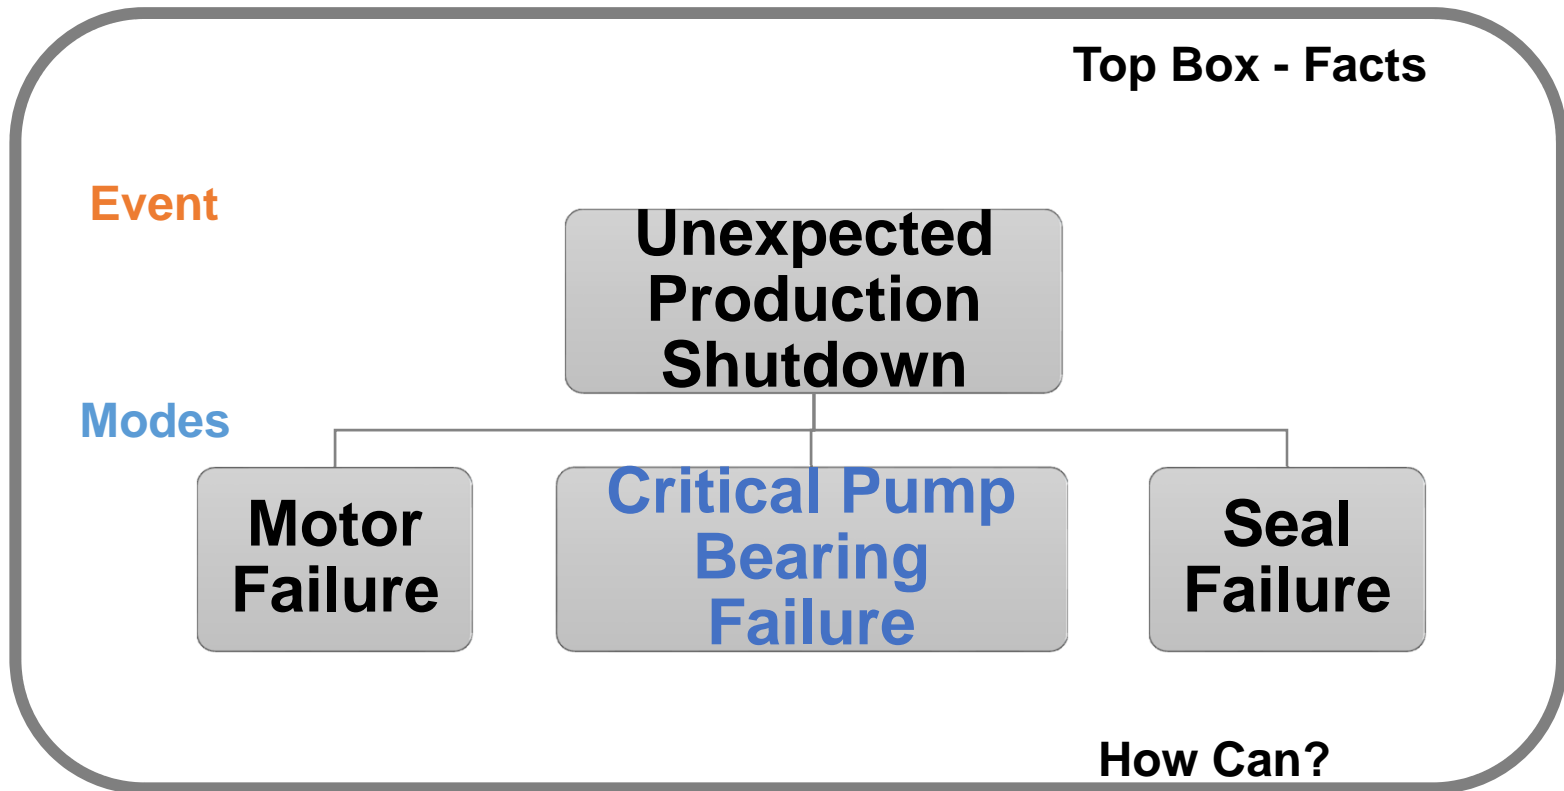 Top Box - Facts
Event
Unexpected
Production
Shutdown
Modes
Motor
Failure
Critical Pump
Bearing
Failure
Seal
Failure
How Can?